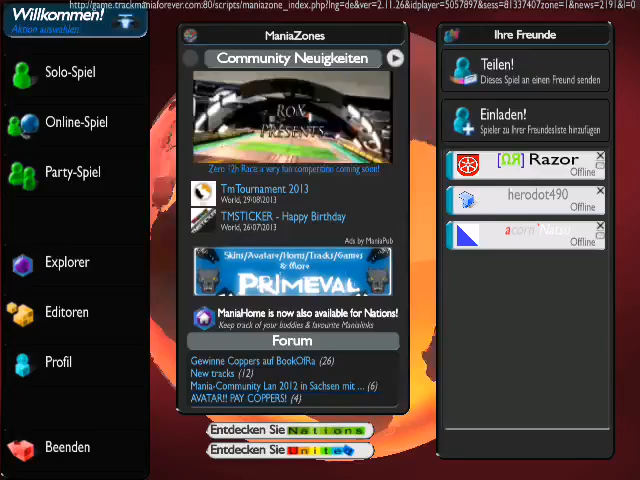 http://game.trackmaniaforever.com:80/scripts/maniazone_index.php?lng=de&ver=2.11.26&idplayer=5057897&sess=81337407zone=1&news=2191&l=0
Willkommen!
Aktion auswählen
Solo-Spiel
Online-Spiel
Party-Spiel
Explorer
Editoren
Profil
Beenden
ManiaZones
Community Neuigkeiten
ROX
PRESENTS
Zero 12h Race: a very fun competition coming soon!
TmTournament 2013
World, 29/08/2013
TMSTICKER - Happy Birthday
World, 26/07/2013
Ads by ManiaPub
Skins/Avatare/Horns/Tracks/Games
& More
PRIMEVAL
ManiaHome is now also available for Nations!
Keep track of your buddies & favourite Manialinks
Forum
Gewinne Coppers auf BookOfRa (26)
New tracks (12)
Mania-Community Lan 2012 in Sachsen mit ... (6)
AVATAR!! PAY COPPERS! (4)
Entdecken Sie Nations
Entdecken Sie United
Ihre Freunde
Teilen!
Dieses Spiel an einen Freund senden
Einladen!
Spieler zu Ihrer Freundesliste hinzufügen
[ΩЯ] Razor
Offline
herodot490
Offline
acorn'Natsu
Offline